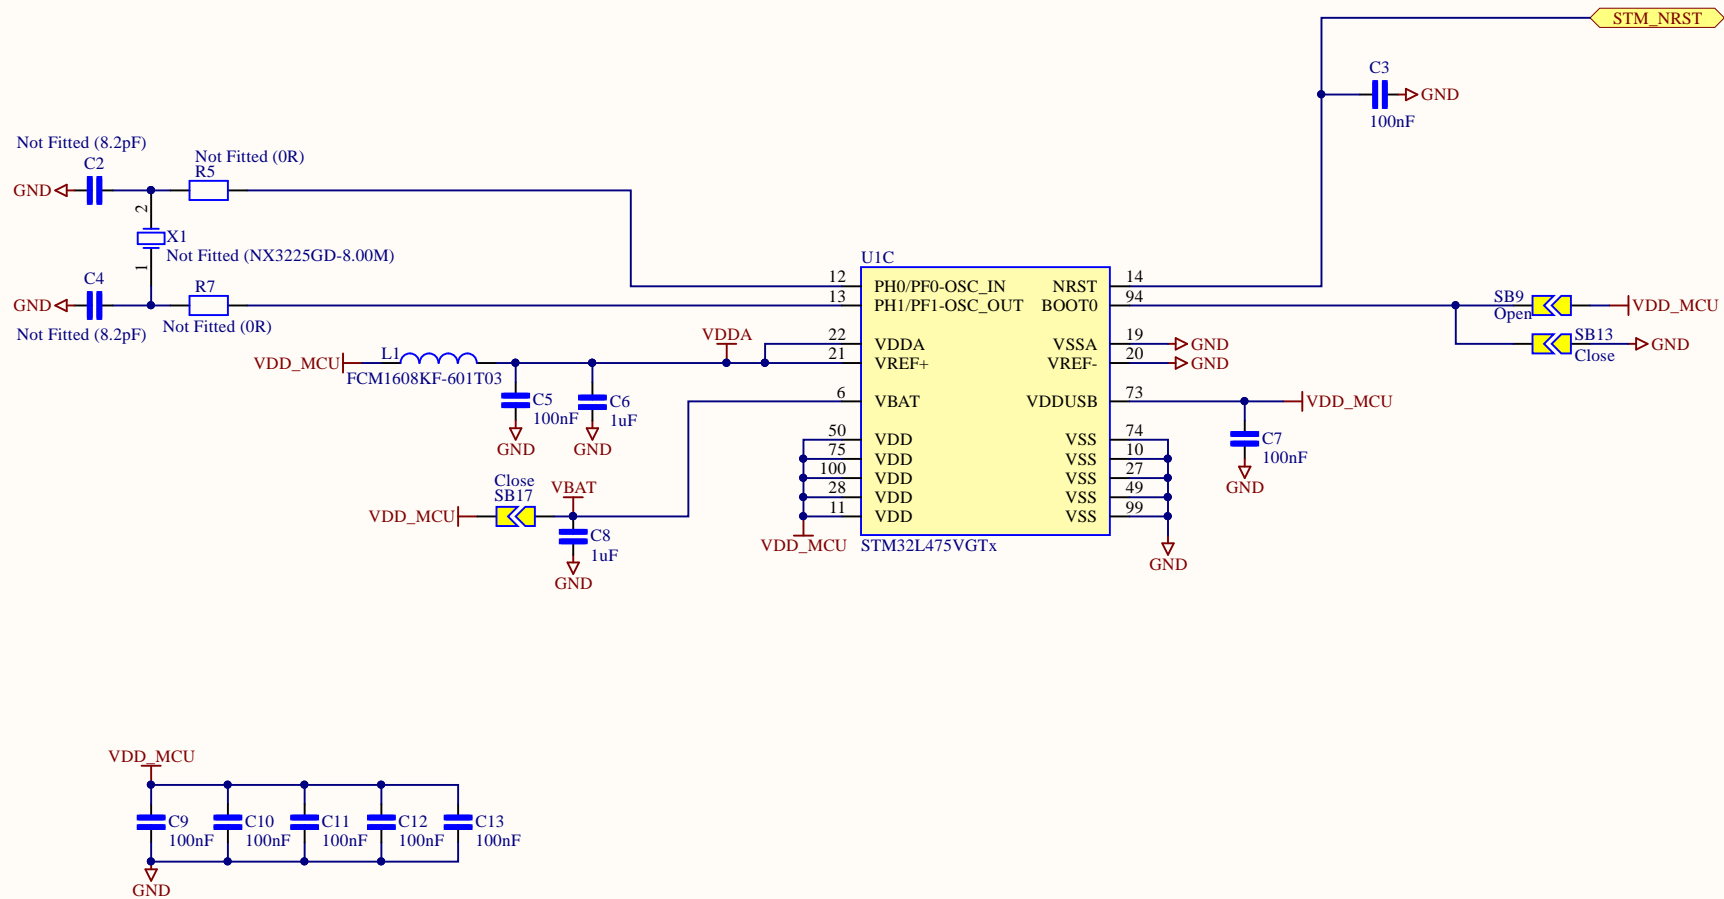 STM_NRST
C3
GND
100nF
Not Fitted (8.2pF)
C2
GND
Not Fitted (0R)
R5
2
X1
Not Fitted (NX3225GD-8.00M)
1
C4
GND
Not Fitted (8.2pF)
R7
Not Fitted (0R)
U1C
12 PH0/PF0-OSC_IN NRST 14
13 PH1/PF1-OSC_OUT BOOT0 94
22 VDDA VSSA 19 GND
21 VREF+ VREF- 20 GND
6 VBAT VDDUSB 73 VDD_MCU
50 VDD VSS 74
75 VDD VSS 10
100 VDD VSS 27
28 VDD VSS 49
11 VDD VSS 99
VDD_MCU
STM32L475VGTx
GND
SB9
Open
VDD_MCU
SB13
Close
GND
C7
100nF
GND
VDDA
VDD_MCU
L1
FCM1608KF-601T03
C5
100nF
GND
C6
1uF
GND
Close
SB17
VBAT
VDD_MCU
C8
1uF
GND
VDD_MCU
C9 C10 C11 C12 C13
100nF 100nF 100nF 100nF 100nF
GND